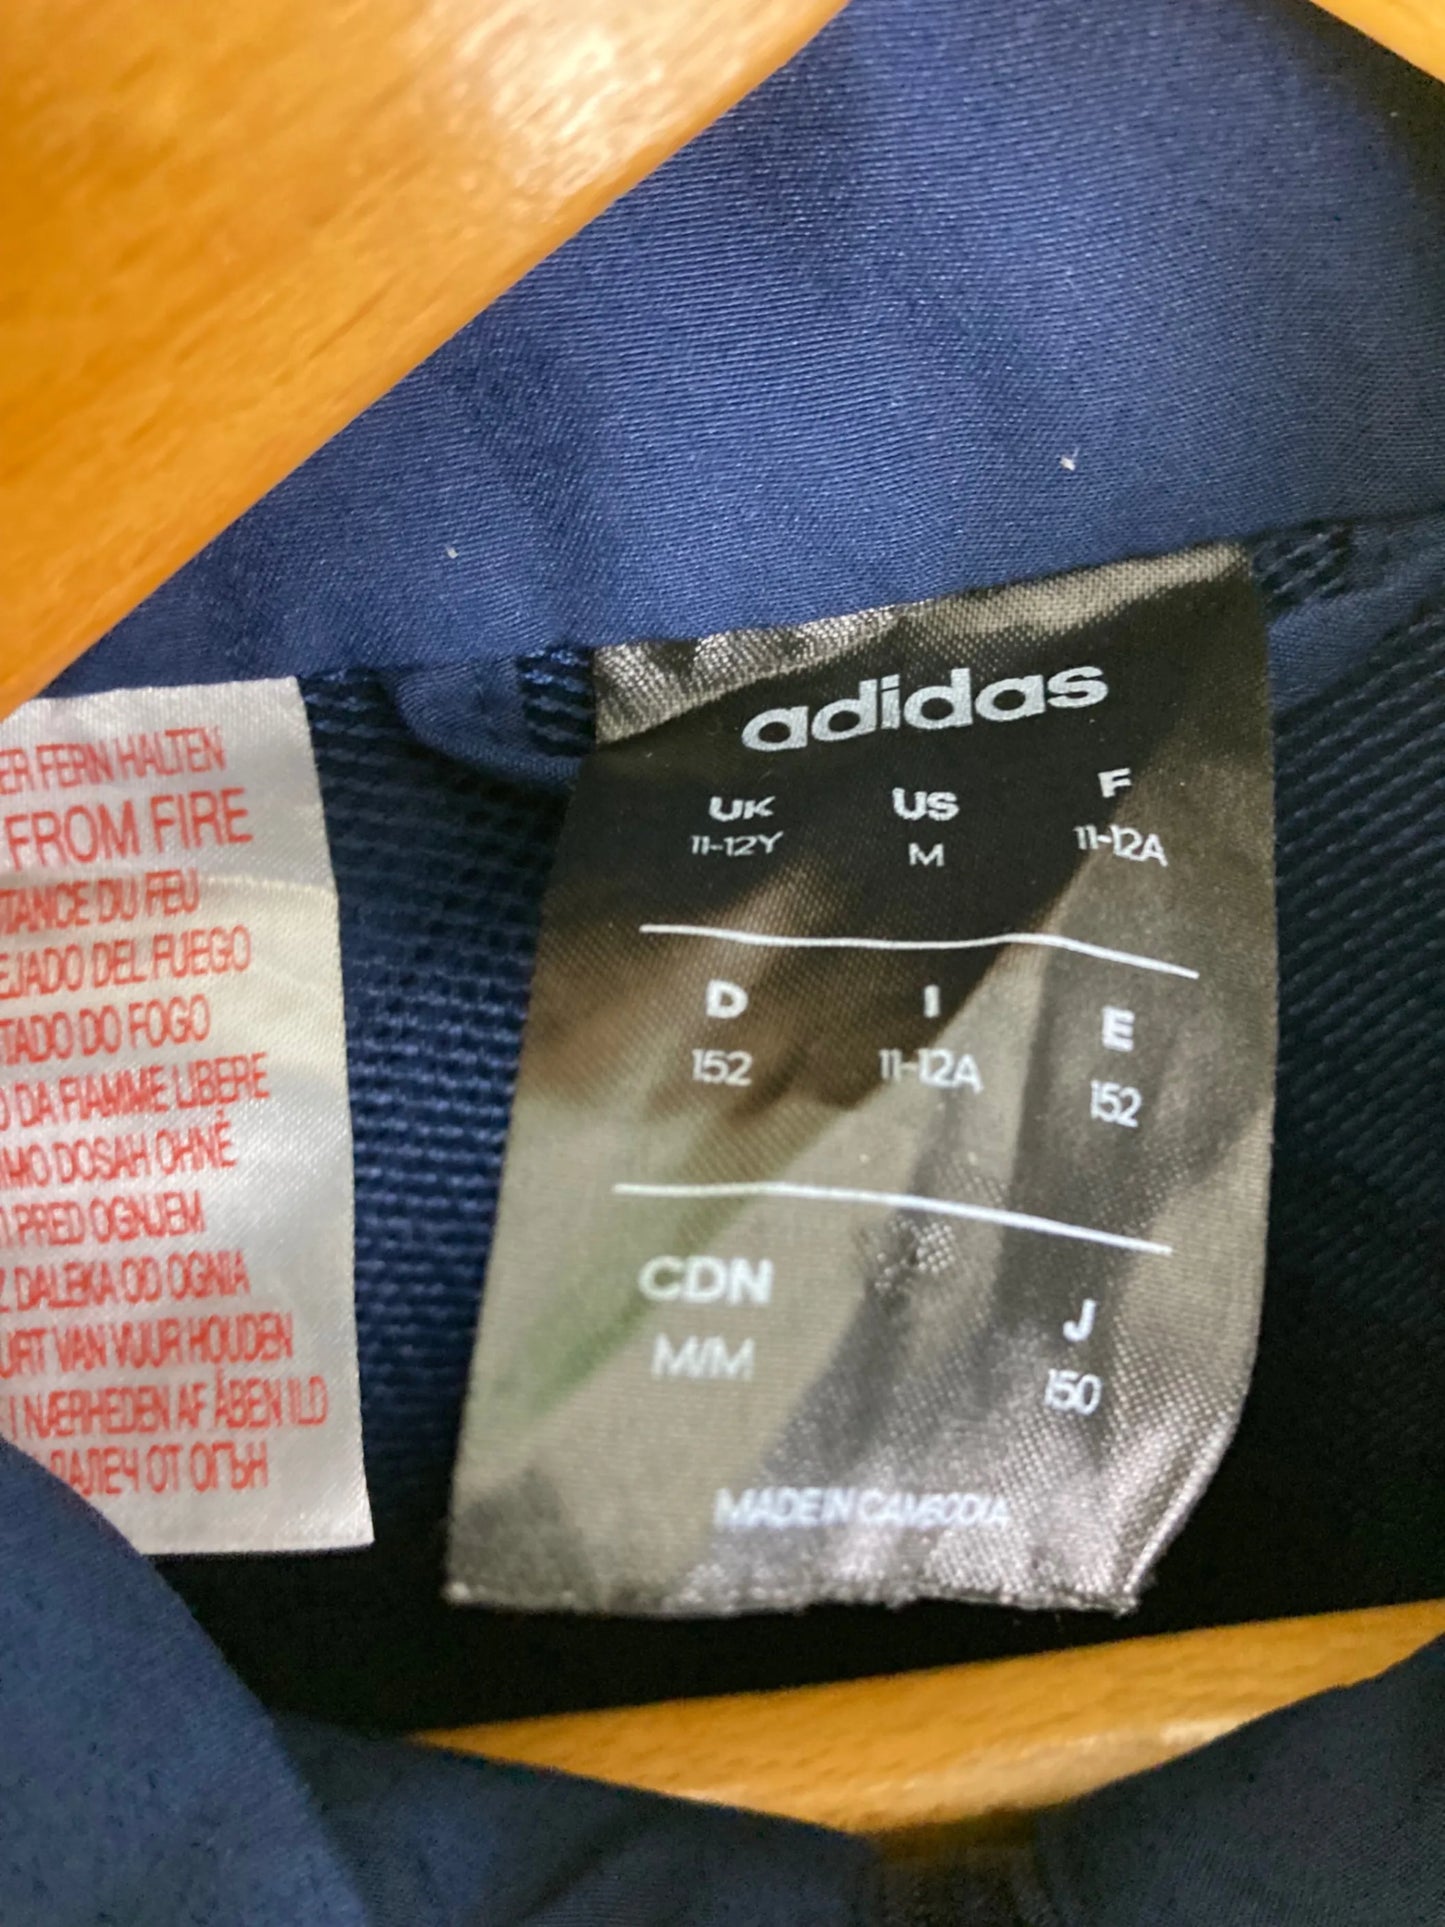 ER FERN HALTEN
FROM FIRE
TANCE DU FEU
EJADO DEL FUEGO
TADO DO FOGO
DA FIAMME LIBERE
DOSAH OHNĚ
PRED OGNJEM
Z DALEKA OD OGNIA
URT VAN VUUR HOUDEN
I NÆRHEDEN AF ÅBEN ILD
ДАЛЕЧ ОТ ОГЪН
adidas
UK US F
11-12Y M 11-12A
D I E
152 11-12A 152
CDN J
M/M 150
MADE IN CAMBODIA